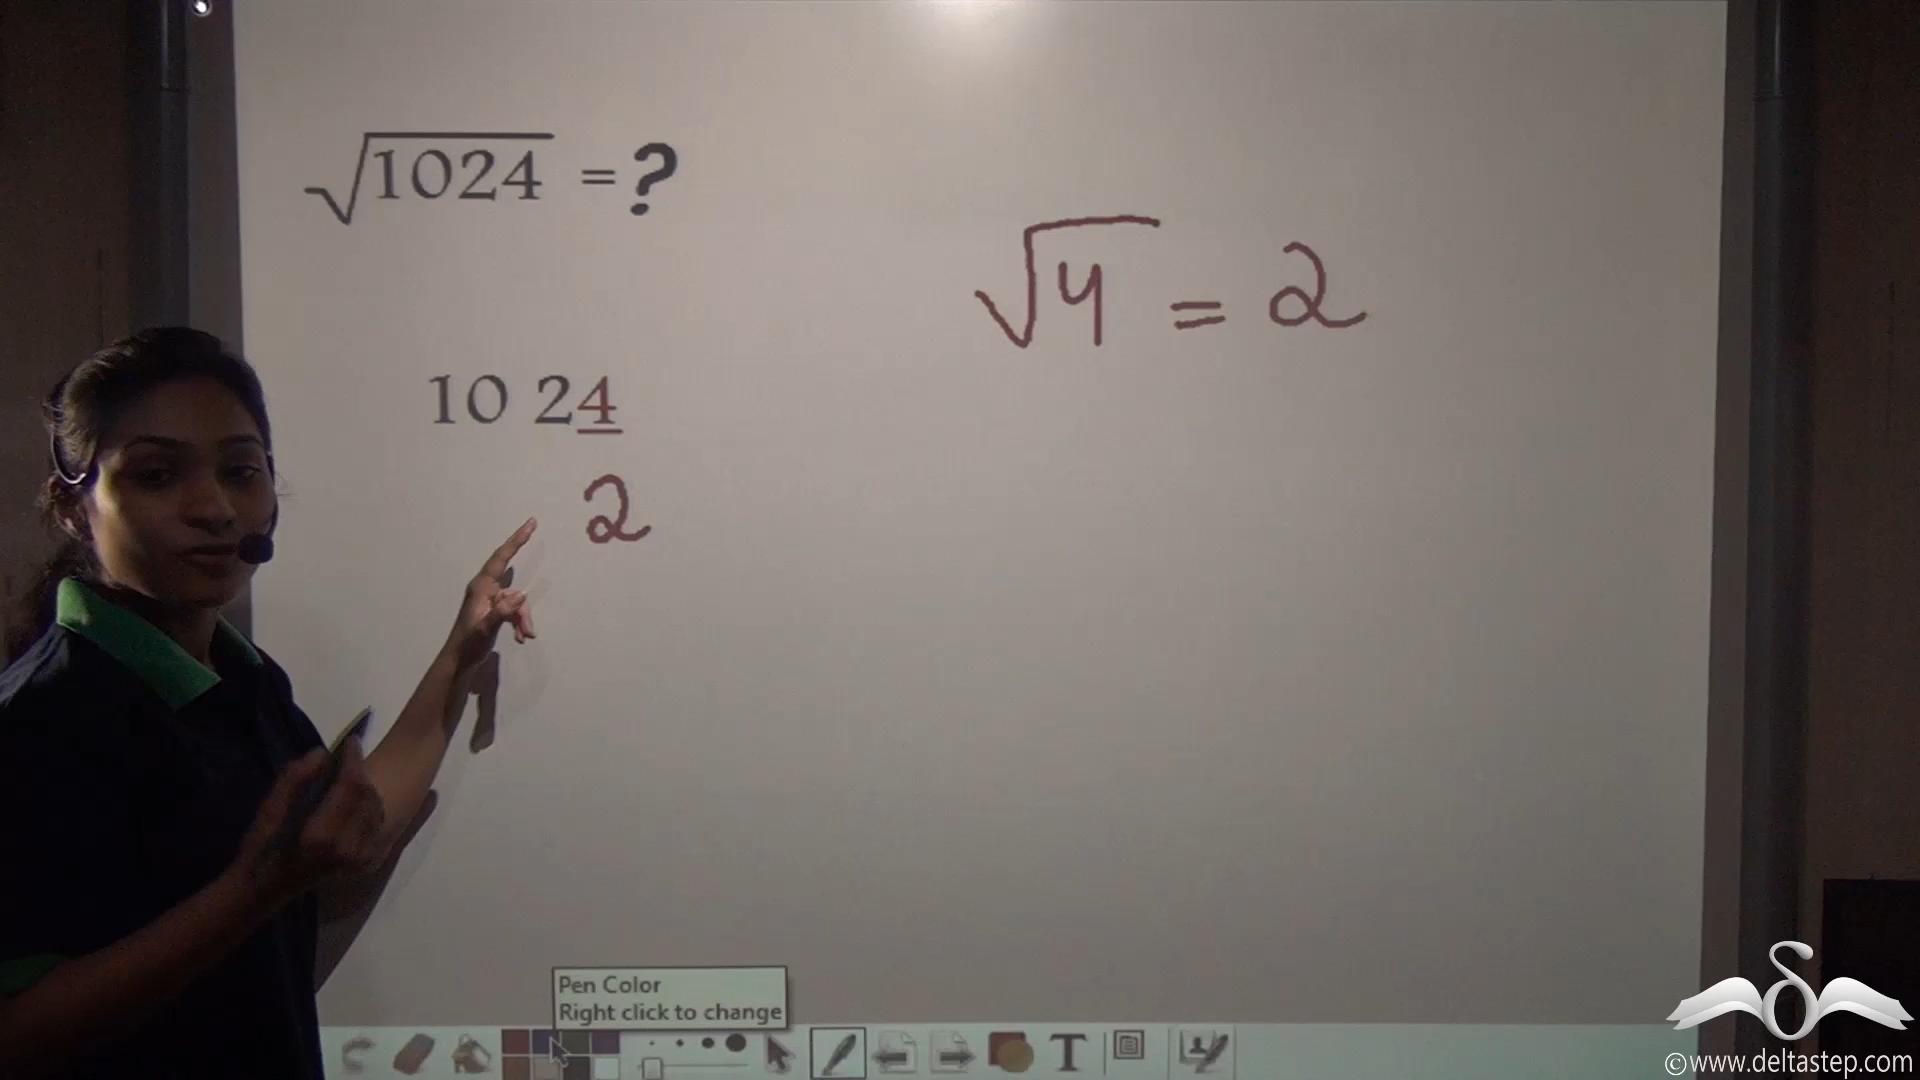 √1024 = ?
√4 = 2
10 24
2
Pen Color
Right click to change
T
©www.deltastep.com